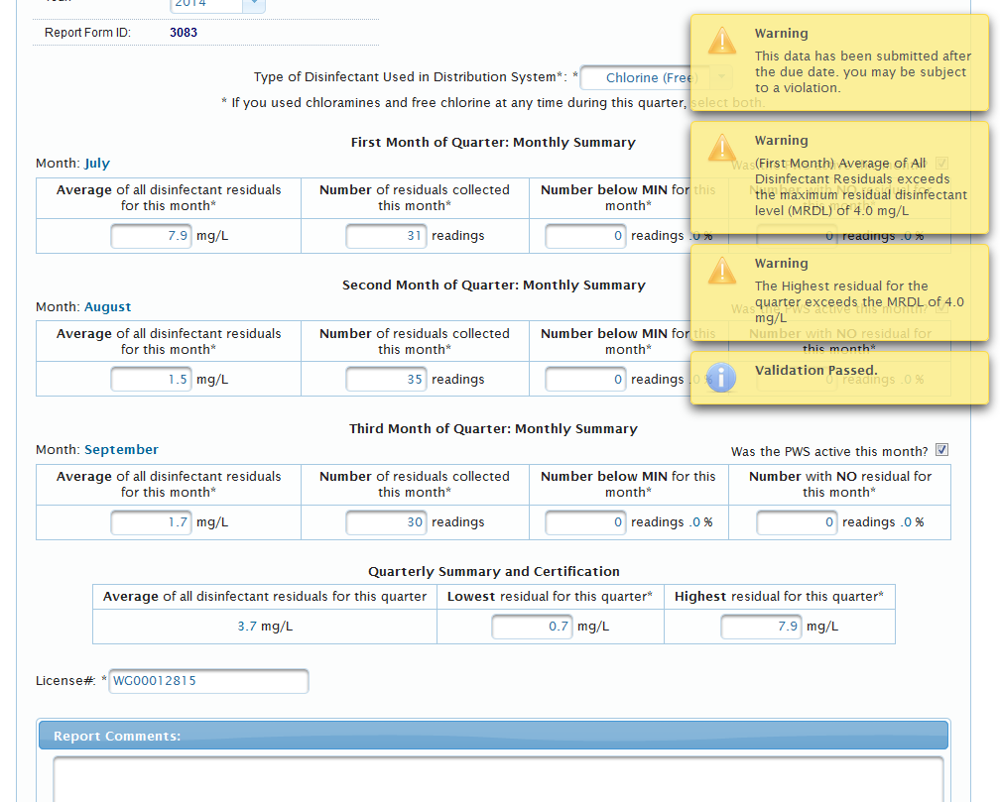 2014
Report Form ID: 3083
Type of Disinfectant Used in Distribution System*: * Chlorine (Free)
* If you used chloramines and free chlorine at any time during this quarter, select both.
First Month of Quarter: Monthly Summary
Month: July
Average of all disinfectant residuals for this month*
Number of residuals collected this month*
Number below MIN for this month*
7.9 mg/L
31 readings
0 readings .0 %
0 readings .0 %
Second Month of Quarter: Monthly Summary
Month: August
Was the PWS active this month?
Average of all disinfectant residuals for this month*
Number of residuals collected this month*
Number below MIN for this month*
Number with NO residual for this month*
1.5 mg/L
35 readings
0 readings .0 %
0 readings .0 %
Third Month of Quarter: Monthly Summary
Month: September
Was the PWS active this month?
Average of all disinfectant residuals for this month*
Number of residuals collected this month*
Number below MIN for this month*
Number with NO residual for this month*
1.7 mg/L
30 readings
0 readings .0 %
0 readings .0 %
Quarterly Summary and Certification
Average of all disinfectant residuals for this quarter
Lowest residual for this quarter*
Highest residual for this quarter*
3.7 mg/L
0.7 mg/L
7.9 mg/L
License#: * WG00012815
Report Comments:
Warning
This data has been submitted after
the due date. you may be subject
to a violation.
Warning
(First Month) Average of All
Disinfectant Residuals exceeds
the maximum residual disinfectant
level (MRDL) of 4.0 mg/L
Warning
The Highest residual for the
quarter exceeds the MRDL of 4.0
mg/L
Validation Passed.